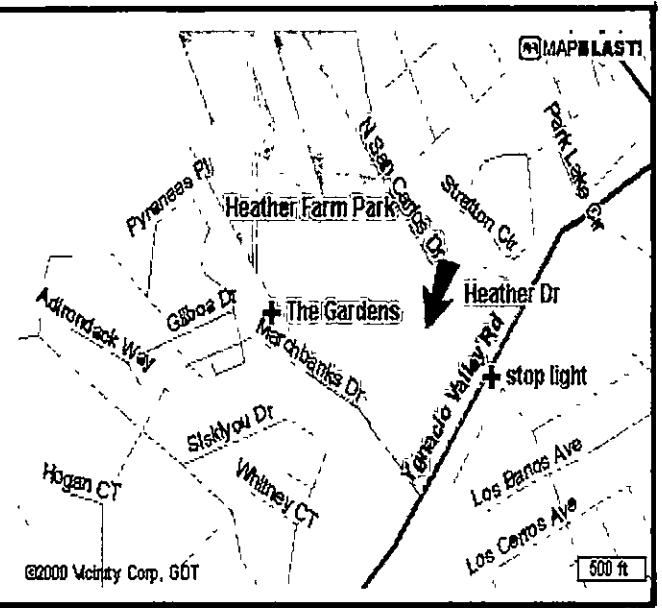 MAPBLAST!
Park Lake Cir
N San Carlos Dr
Stratton Cir
Pyrenees Pl
Heather Farm Park
Heather Dr
Adirondack Way
Gilboa Dr
The Gardens
Marchbanks Dr
Ygnacio Valley Rd
stop light
Siskiyou Dr
Hogan CT
Whitney CT
Los Banos Ave
Los Cerros Ave
©2000 Vicinity Corp, GDT
500 ft